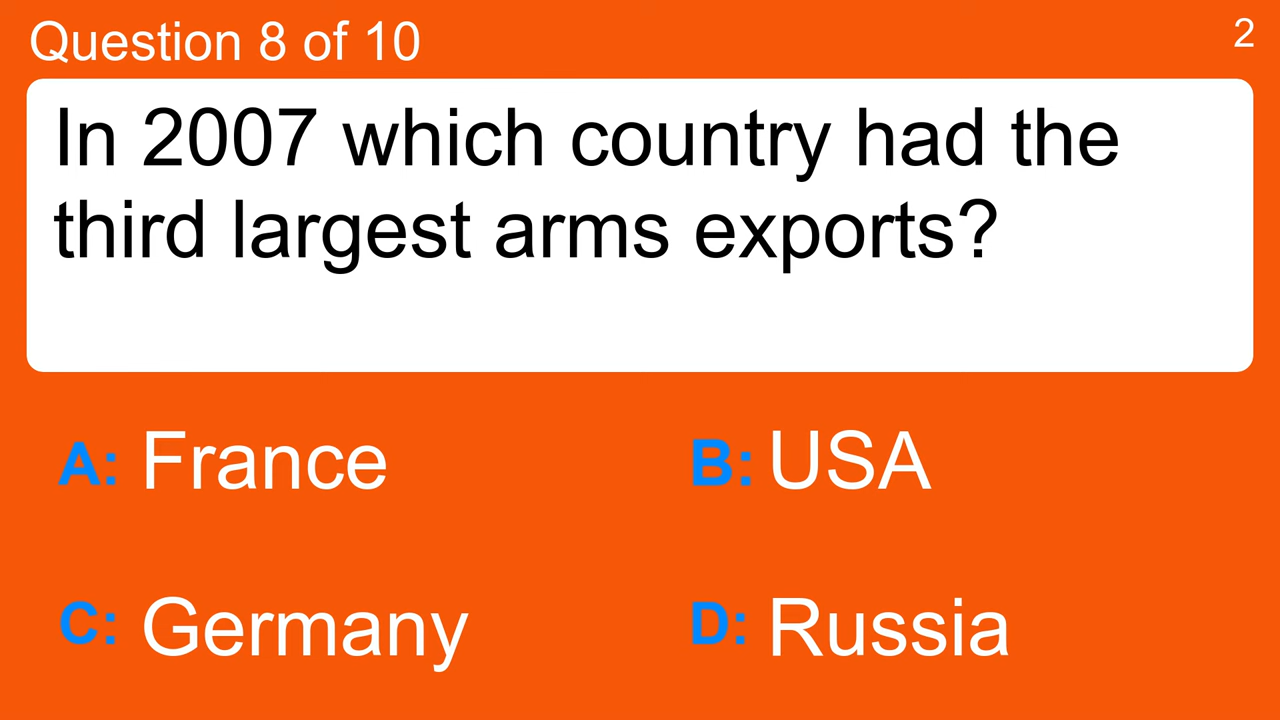 Question 8 of 10
2
In 2007 which country had the
third largest arms exports?
A: France
B: USA
C: Germany
D: Russia